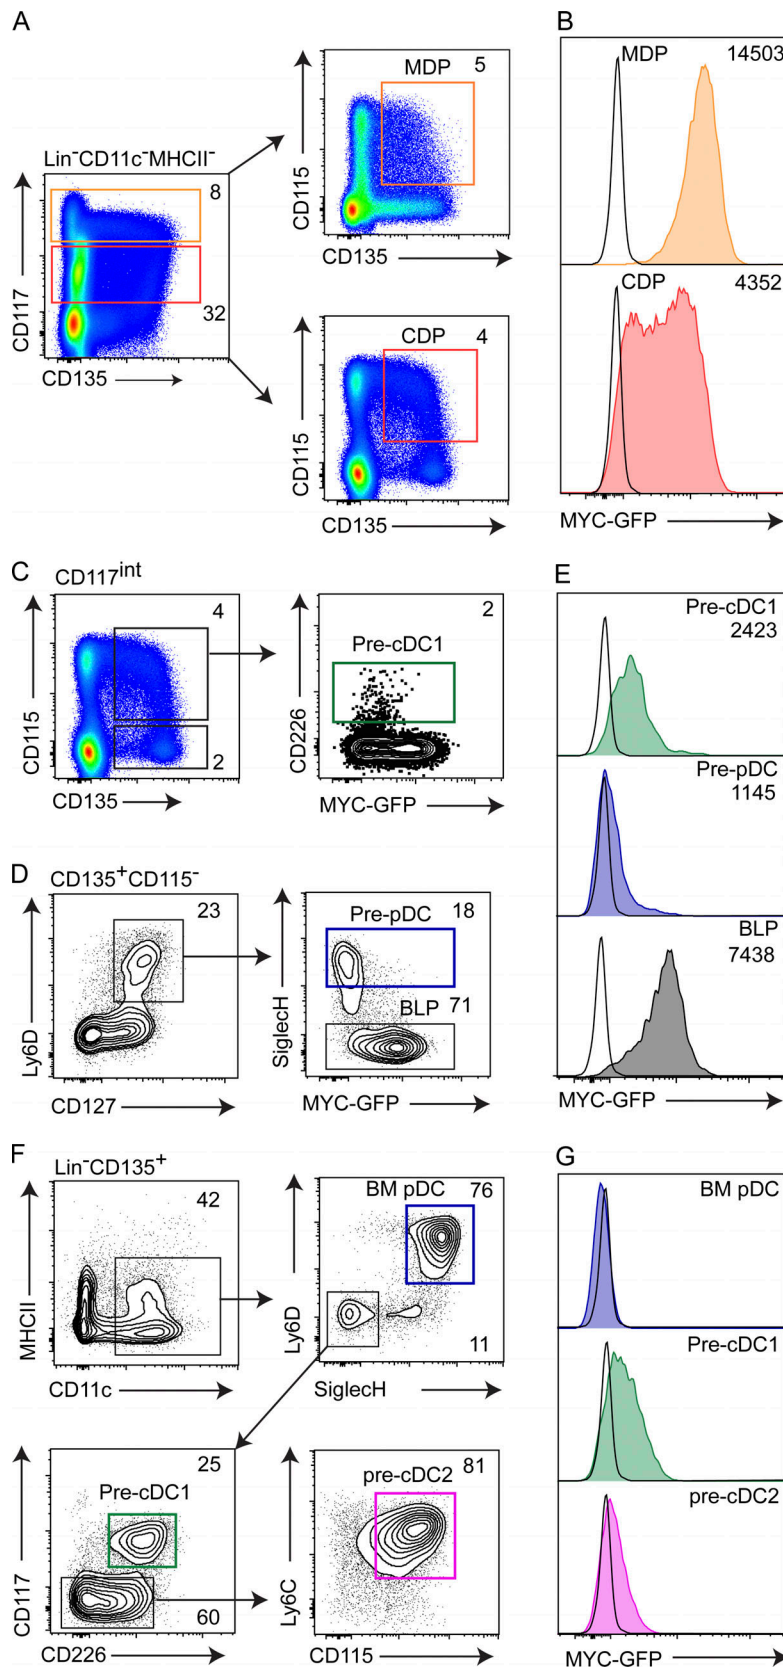 A
Lin-CD11c-MHCII-
8
32
CD117
CD135
MDP 5
CD115
CD135
CDP 4
CD115
CD135
B
MDP 14503
CDP 4352
MYC-GFP
C
CD117int
4
2
CD115
CD135
2
Pre-cDC1
CD226
MYC-GFP
D
CD135+CD115-
23
Ly6D
CD127
Pre-pDC 18
BLP 71
SiglecH
MYC-GFP
E
Pre-cDC1
2423
Pre-pDC
1145
BLP
7438
MYC-GFP
F
Lin-CD135+
42
MHCII
CD11c
BM pDC 76
11
Ly6D
SiglecH
25
Pre-cDC1
60
CD117
CD226
pre-cDC2 81
Ly6C
CD115
G
BM pDC
Pre-cDC1
pre-cDC2
MYC-GFP